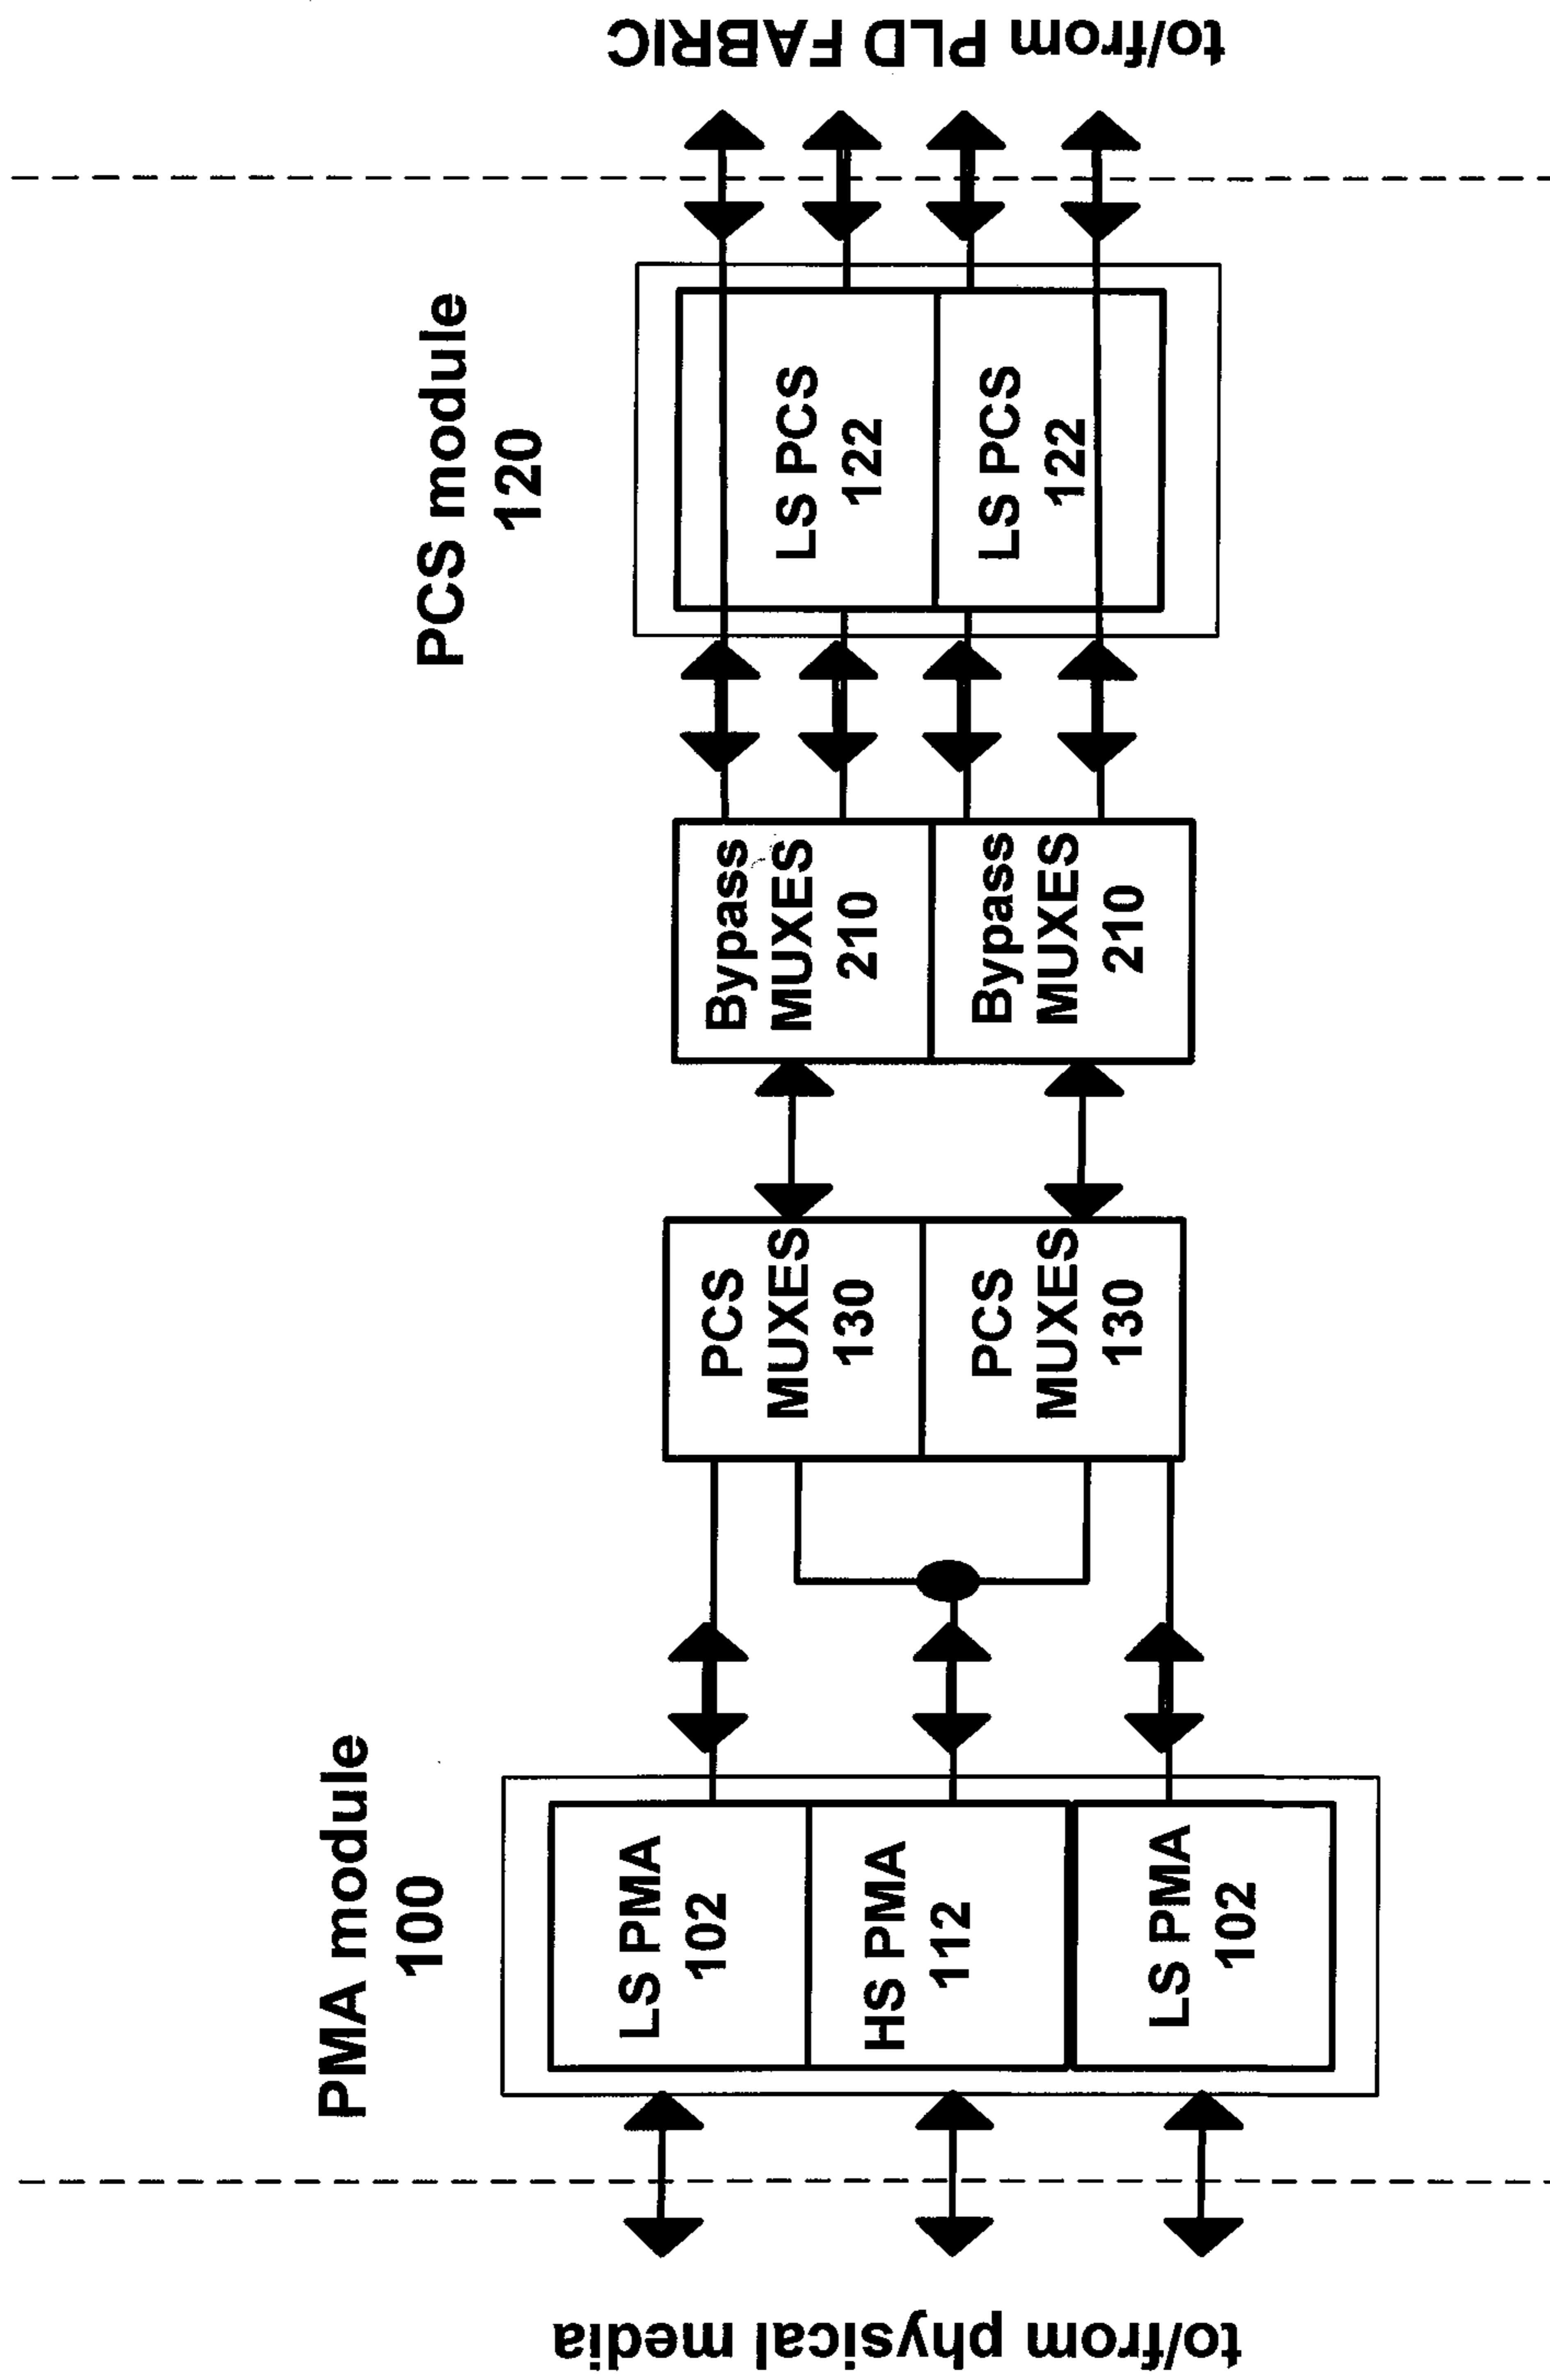 to/from physical media
PMA module
100
LS PMA
102
HS PMA
112
LS PMA
102
PCS
MUXES
130
PCS
MUXES
130
Bypass
MUXES
210
Bypass
MUXES
210
PCS module
120
LS PCS
122
LS PCS
122
to/from PLD FABRIC